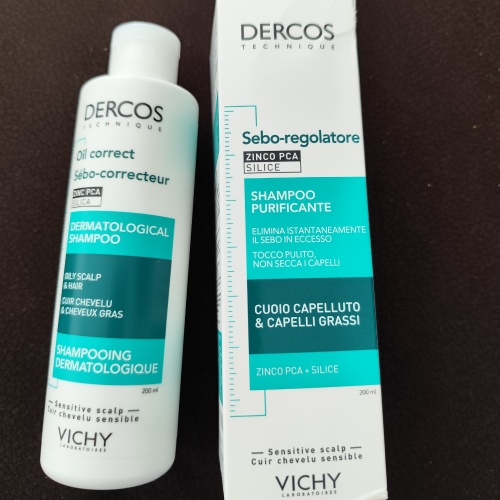 DERCOS
TECHNIQUE
Oil correct
Sébo-correcteur
ZINC PCA
SILICA
DERMATOLOGICAL
SHAMPOO
OILY SCALP
& HAIR
CUIR CHEVELU
& CHEVEUX GRAS
SHAMPOOING
DERMATOLOGIQUE
200 ml
Sensitive scalp
Cuir chevelu sensible
VICHY
LABORATOIRES
DERCOS
TECHNIQUE
Sebo-regolatore
ZINCO PCA
SILICE
SHAMPOO
PURIFICANTE
ELIMINA ISTANTANEAMENTE
IL SEBO IN ECCESSO
TOCCO PULITO,
NON SECCA I CAPELLI
CUOIO CAPELLUTO
& CAPELLI GRASSI
ZINCO PCA + SILICE
200 ml
Sensitive scalp
Cuir chevelu sensible
VICHY
LABORATOIRES